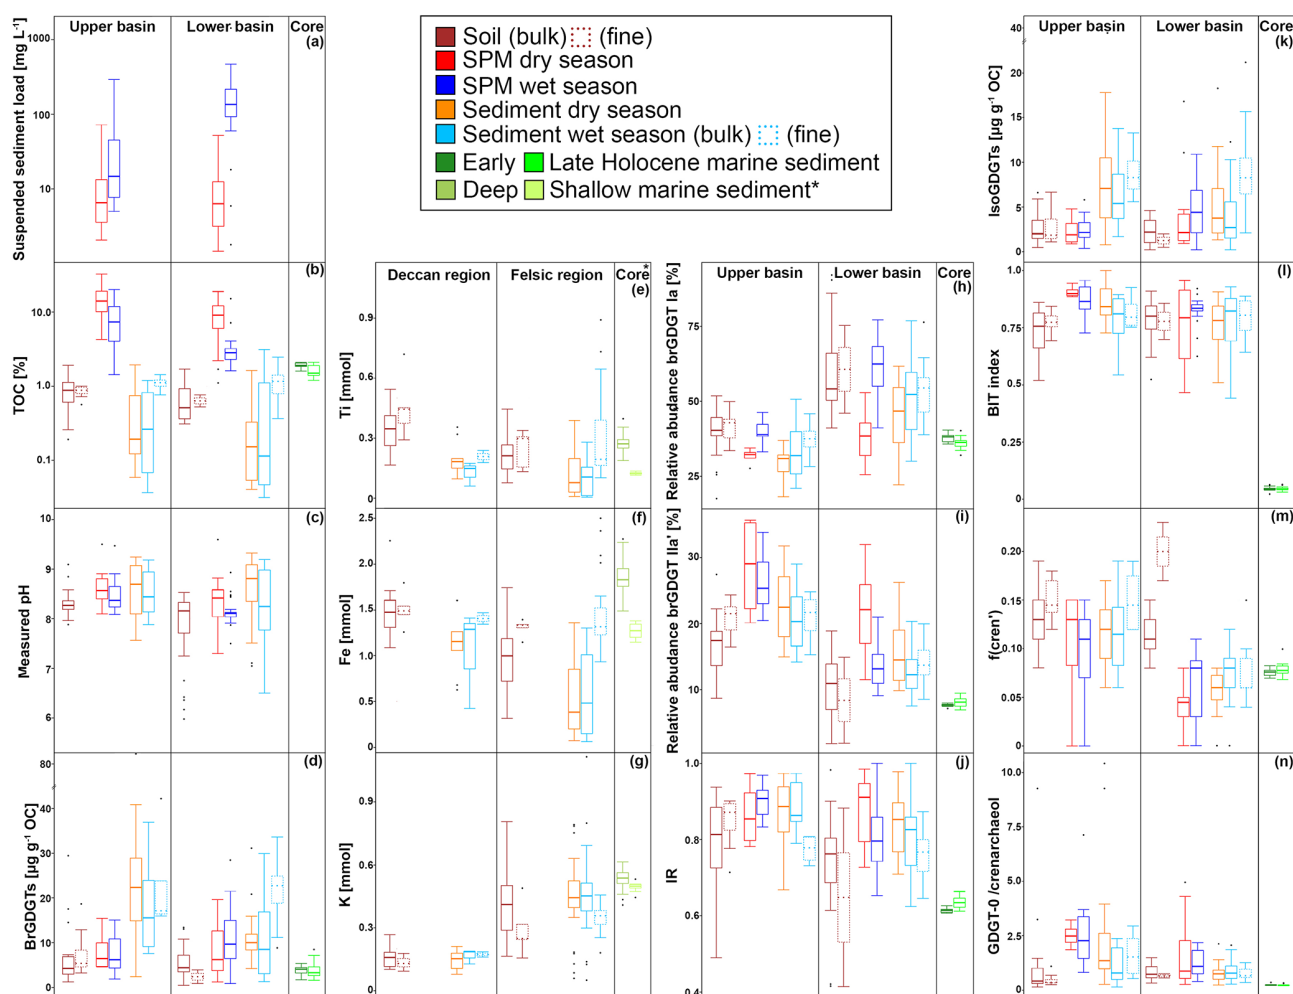 Soil (bulk) (fine)
SPM dry season
SPM wet season
Sediment dry season
Sediment wet season (bulk) (fine)
Early Late Holocene marine sediment
Deep Shallow marine sediment*
Upper basin Lower basin Core
(a)
Suspended sediment load [mg L⁻¹]
1000
100
10
(b)
TOC [%]
10.0
1.0
0.1
(c)
Measured pH
10
9
8
7
6
(d)
BrGDGTs [µg g⁻¹ OC]
80
40
30
20
10
0
Deccan region Felsic region Core*
(e)
Ti [mmol]
0.9
0.6
0.3
0
(f)
Fe [mmol]
2.5
2.0
1.5
1.0
0.5
0
(g)
K [mmol]
0.9
0.6
0.3
0
Upper basin Lower basin Core
(h)
Relative abudance brGDGT Ia [%]
75
50
25
(i)
Relative abudance brGDGT IIa' [%]
30
20
10
(j)
IR
1.0
0.8
0.6
0.4
Upper basin Lower basin Core
(k)
IsoGDGTs [µg g⁻¹ OC]
40
20
15
10
5
0
(l)
BIT index
1.0
0.75
0.5
0.25
0
(m)
f(cren')
0.20
0.15
0.10
0.05
0
(n)
GDGT-0 /crenarchaeol
10.0
7.5
5.0
2.5
0